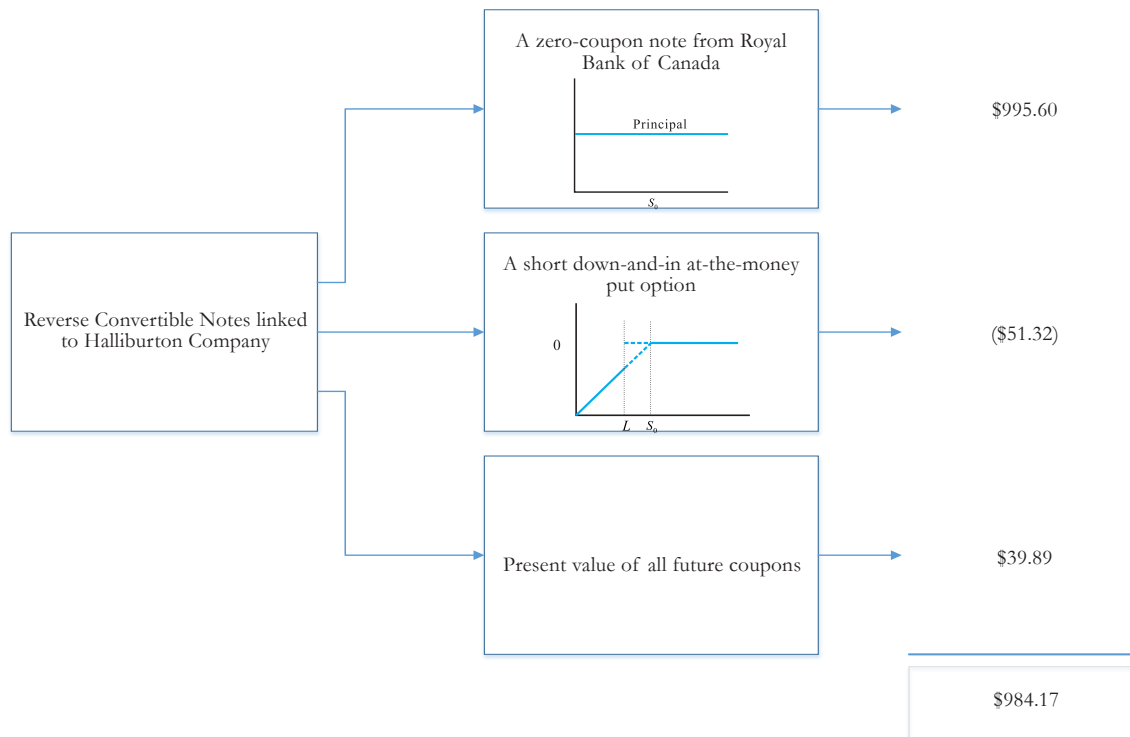 A zero-coupon note from Royal
Bank of Canada
Principal
S₀
$995.60
Reverse Convertible Notes linked
to Halliburton Company
A short down-and-in at-the-money
put option
0
L S₀
($51.32)
Present value of all future coupons
$39.89
$984.17